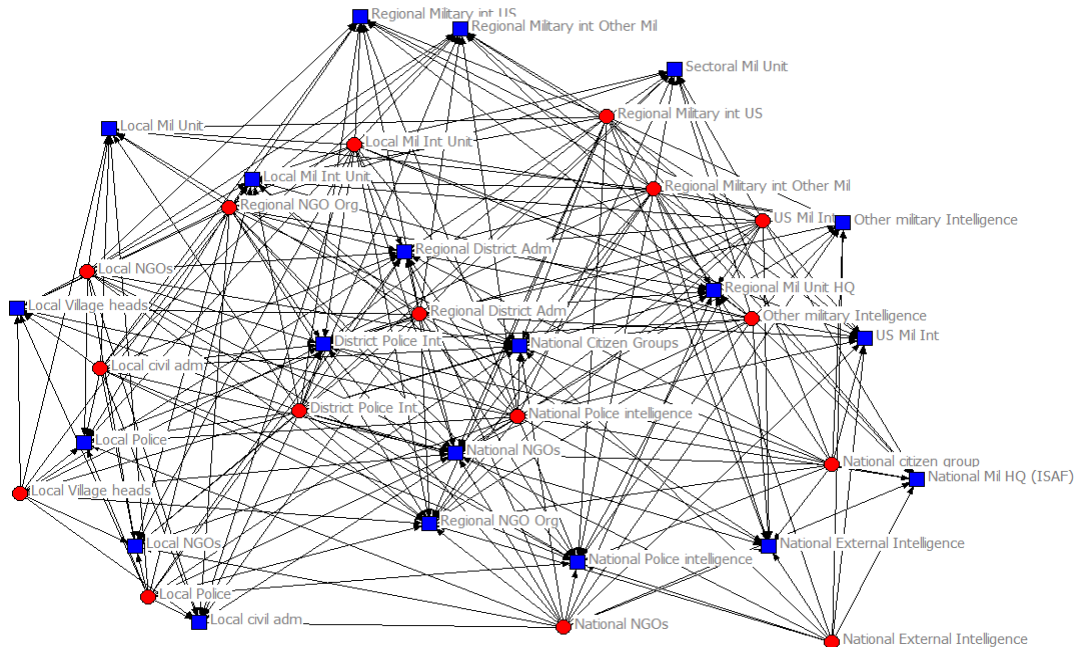 Regional Military int US
Regional Military int Other Mil
Sectoral Mil Unit
Regional Military int US
Local Mil Unit
Local Mil Int Unit
Local Mil Int Unit
Regional Military int Other Mil
Regional NGO Org
US Mil Int
Other military Intelligence
Regional District Adm
Local NGOs
Regional Mil Unit HQ
Local Village heads
Regional District Adm
Other military Intelligence
District Police Int
National Citizen Groups
US Mil Int
Local civil adm
District Police Int
National Police intelligence
Local Police
National NGOs
National citizen group
National Mil HQ (ISAF)
Local Village heads
Regional NGO Org
Local NGOs
National External Intelligence
National Police intelligence
Local Police
Local civil adm
National NGOs
National External Intelligence